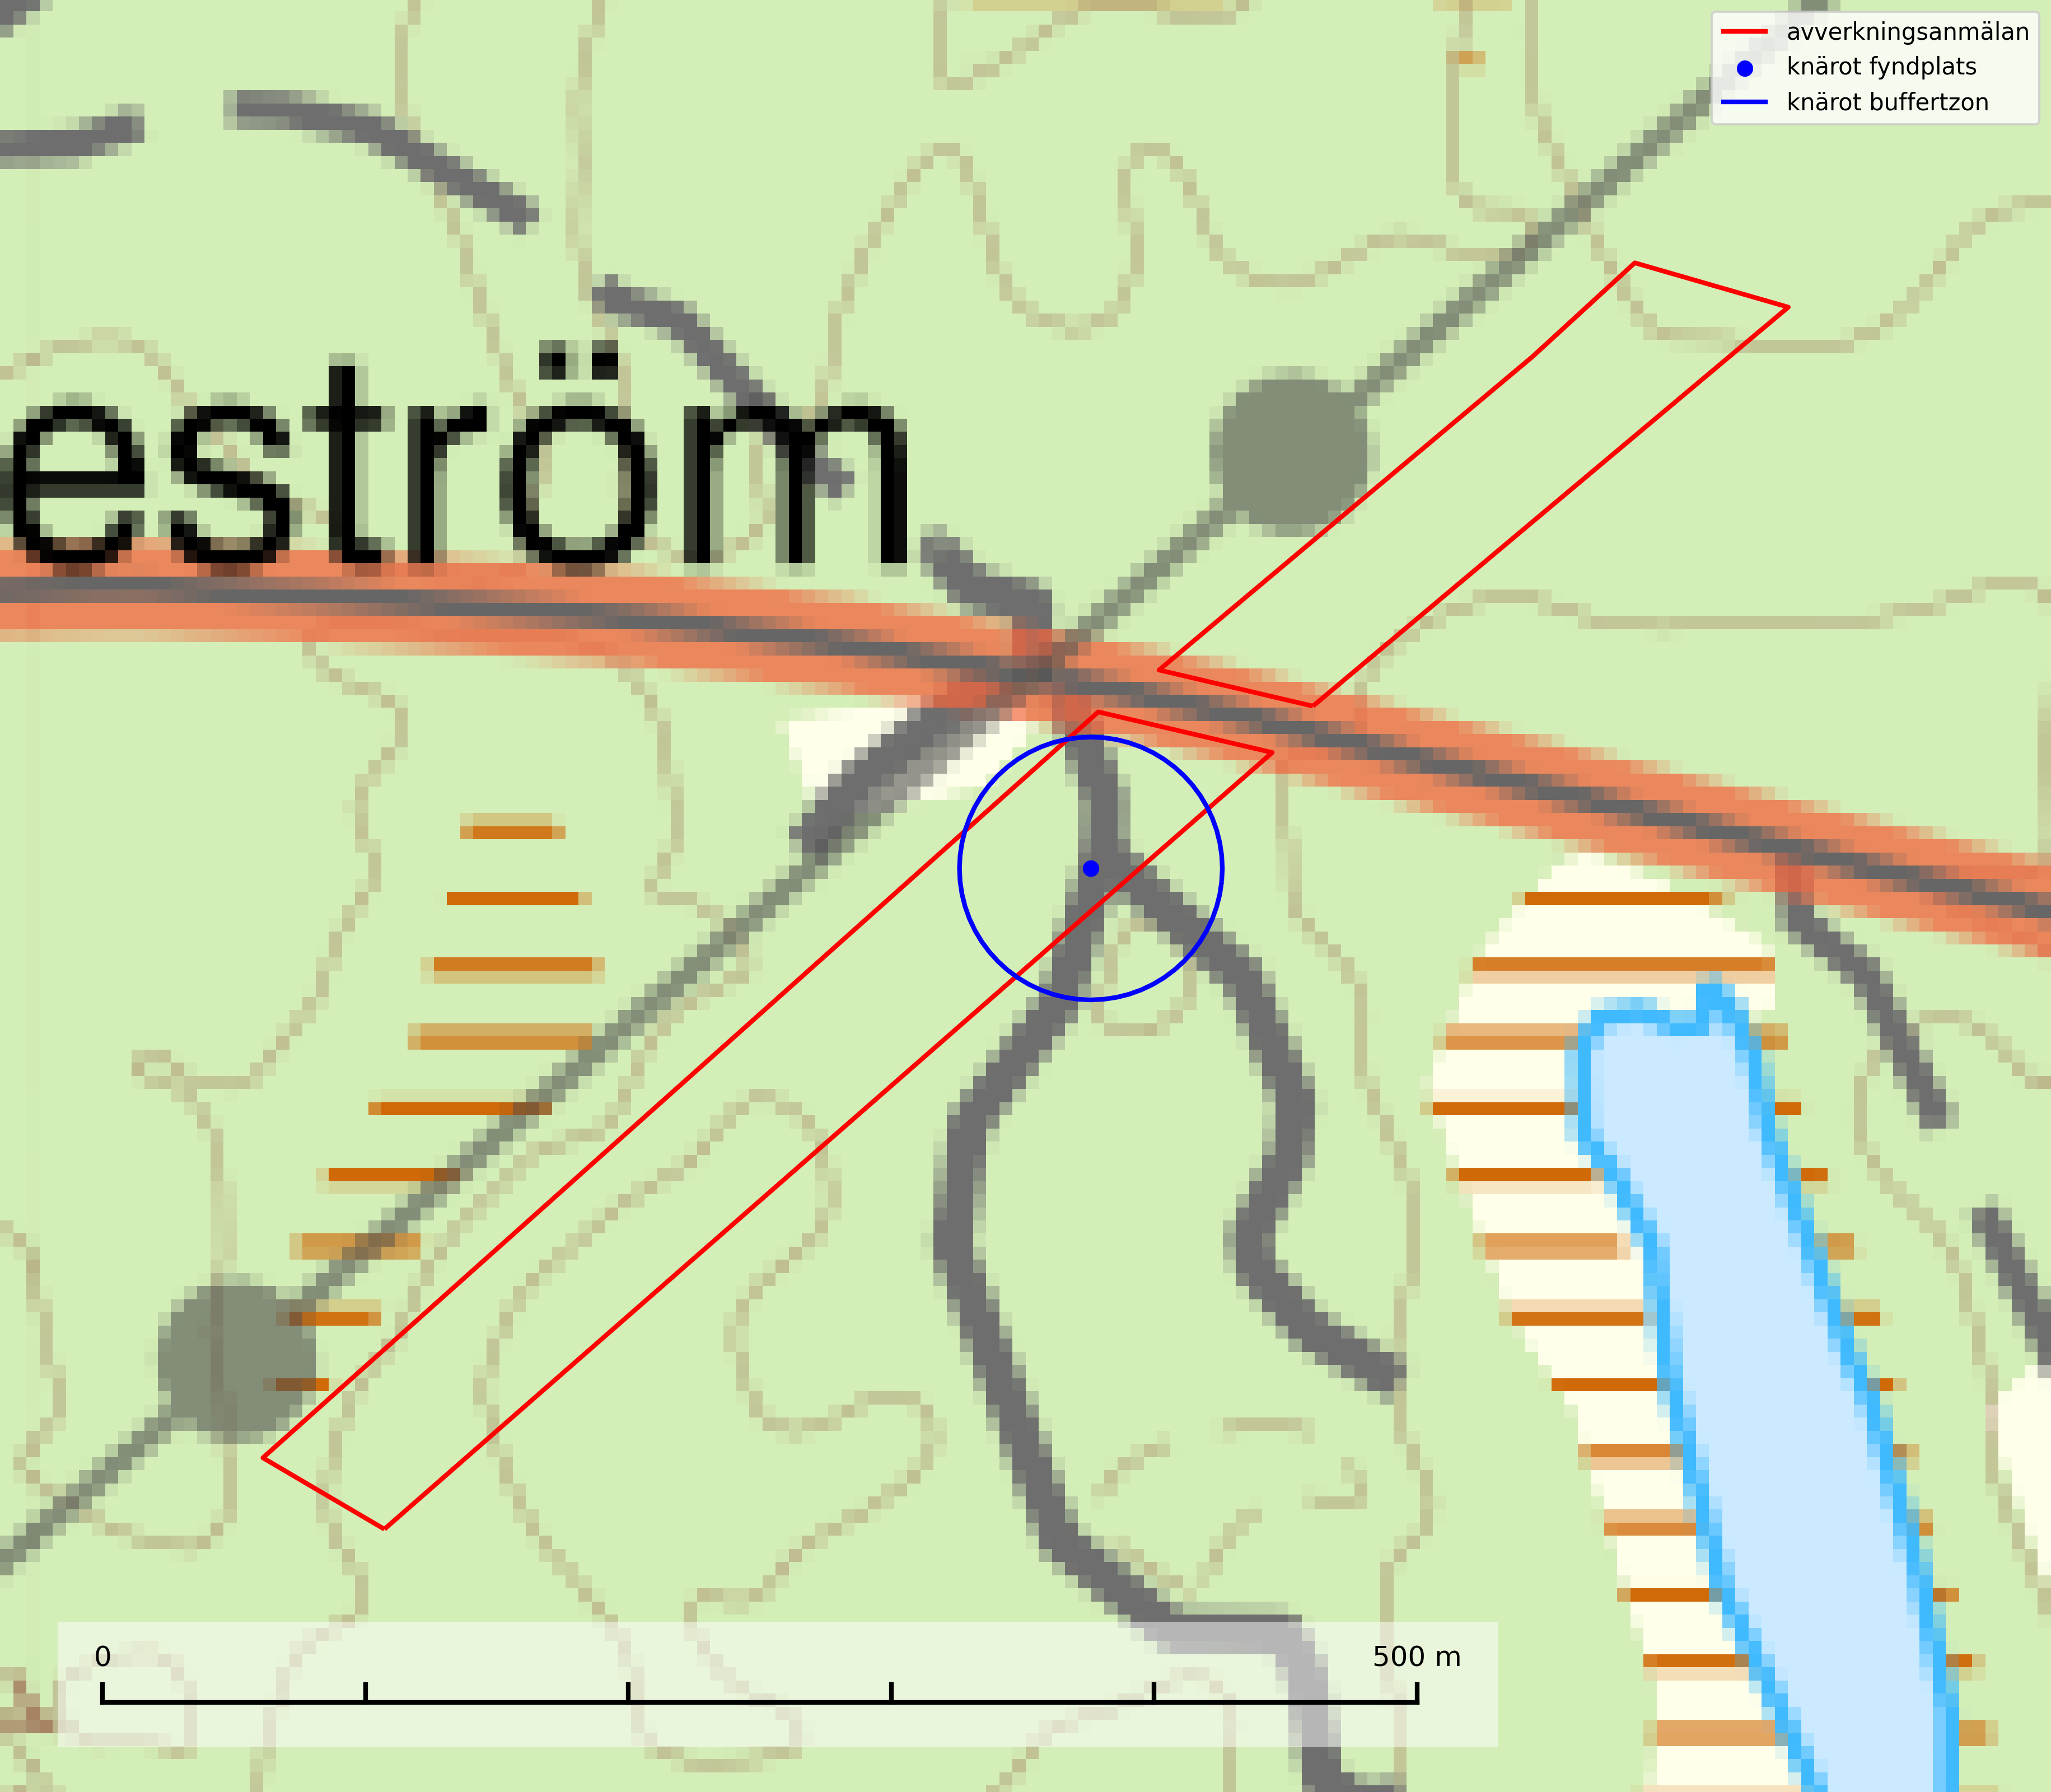 avverkningsanmälan
knärot fyndplats
knärot buffertzon
eström
0 500 m